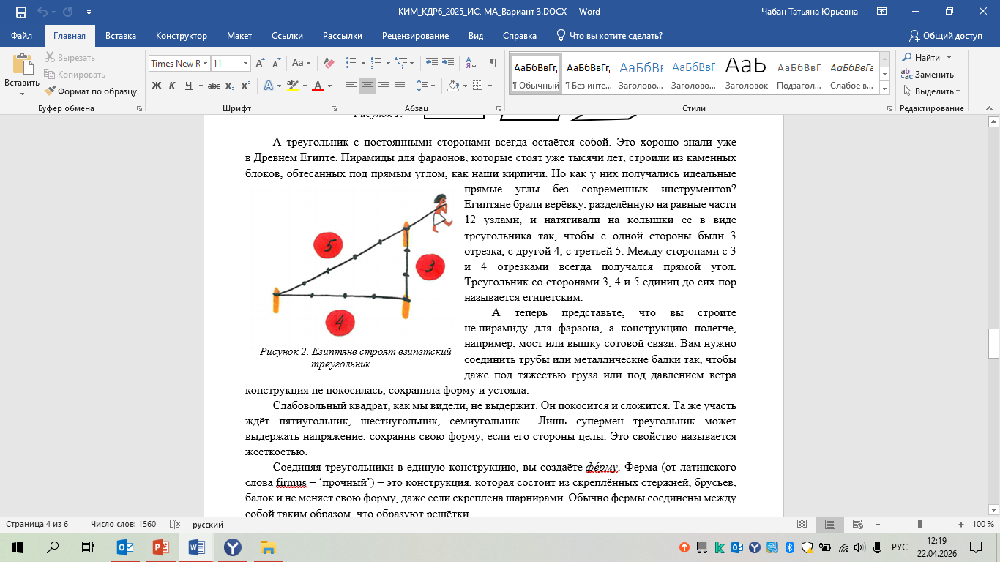 КИМ_КДР6_2025_ИС, МА_Вариант 3.DOCX - Word
Чабан Татьяна Юрьевна
Файл Главная Вставка Конструктор Макет Ссылки Рассылки Рецензирование Вид Справка Что вы хотите сделать? Общий доступ
Вставить
Вырезать
Копировать
Формат по образцу
Буфер обмена
Times New R 11
Ж К Ч abc x₂ x²
Шрифт
Абзац
АаБбВвГг, АаБбВвГг, АаБбВв АаБбВвГ АаЬ АаБбВвГ АаБбВвГг
¶ Обычный ¶ Без инте... Заголово... Заголово... Заголовок Подзагол... Слабое в...
Стили
Найти
Заменить
Выделить
Редактирование
Рисунок 1.
А треугольник с постоянными сторонами всегда остаётся собой. Это хорошо знали уже
в Древнем Египте. Пирамиды для фараонов, которые стоят уже тысячи лет, строили из каменных
блоков, обтёсанных под прямым углом, как наши кирпичи. Но как у них получались идеальные
прямые углы без современных инструментов?
Египтяне брали верёвку, разделённую на равные части
12 узлами, и натягивали на колышки её в виде
треугольника так, чтобы с одной стороны были 3
отрезка, с другой 4, с третьей 5. Между сторонами с 3
и 4 отрезками всегда получался прямой угол.
Треугольник со сторонами 3, 4 и 5 единиц до сих пор
называется египетским.
5
3
4
Рисунок 2. Египтяне строят египетский
треугольник
А теперь представьте, что вы строите
не пирамиду для фараона, а конструкцию полегче,
например, мост или вышку сотовой связи. Вам нужно
соединить трубы или металлические балки так, чтобы
даже под тяжестью груза или под давлением ветра
конструкция не покосилась, сохранила форму и устояла.
Слабовольный квадрат, как мы видели, не выдержит. Он покосится и сложится. Та же участь
ждёт пятиугольник, шестиугольник, семиугольник... Лишь супермен треугольник может
выдержать напряжение, сохранив свою форму, если его стороны целы. Это свойство называется
жёсткостью.
Соединяя треугольники в единую конструкцию, вы создаёте фе́рму. Ферма (от латинского
слова firmus – ‘прочный’) – это конструкция, которая состоит из скреплённых стержней, брусьев,
балок и не меняет свою форму, даже если скреплена шарнирами. Обычно фермы соединены между
собой таким образом, что образуют решётки.
Страница 4 из 6 Число слов: 1560 русский 100 %
РУС
12:19
22.04.2026